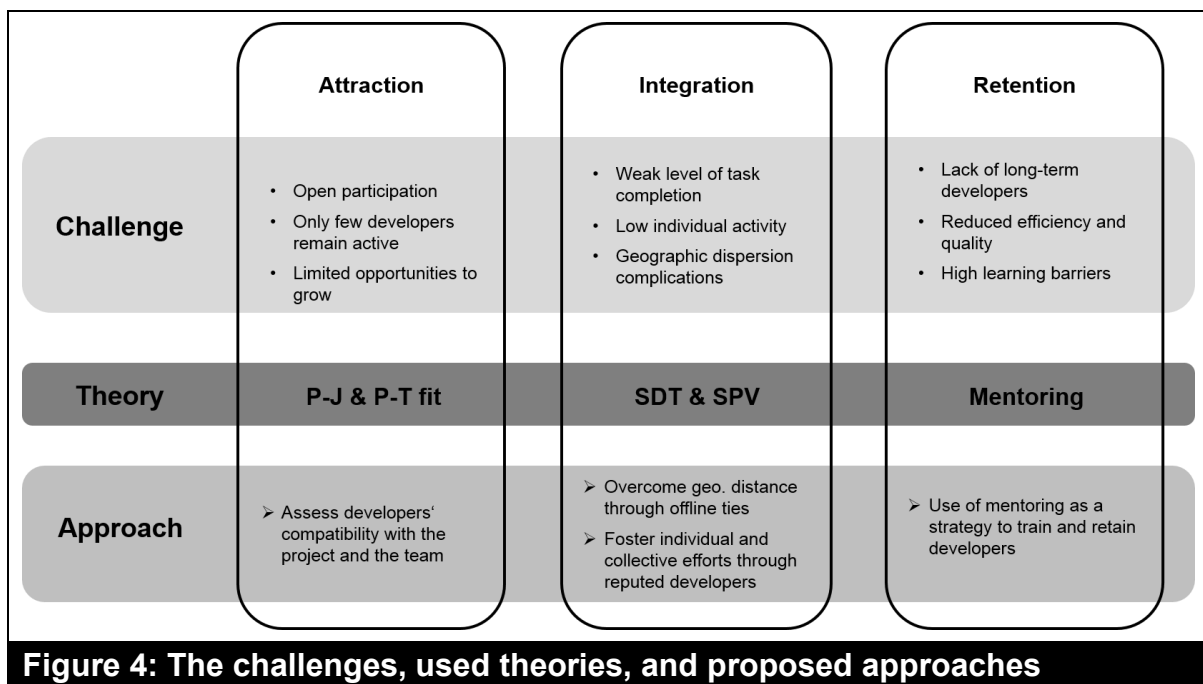 Attraction
Integration
Retention
Challenge
• Open participation
• Only few developers
remain active
• Limited opportunities to
grow
• Weak level of task
completion
• Low individual activity
• Geographic dispersion
complications
• Lack of long-term
developers
• Reduced efficiency and
quality
• High learning barriers
Theory
P-J & P-T fit
SDT & SPV
Mentoring
Approach
➢ Assess developers‘
compatibility with the
project and the team
➢ Overcome geo. distance
through offline ties
➢ Foster individual and
collective efforts through
reputed developers
➢ Use of mentoring as a
strategy to train and retain
developers
Figure 4: The challenges, used theories, and proposed approaches